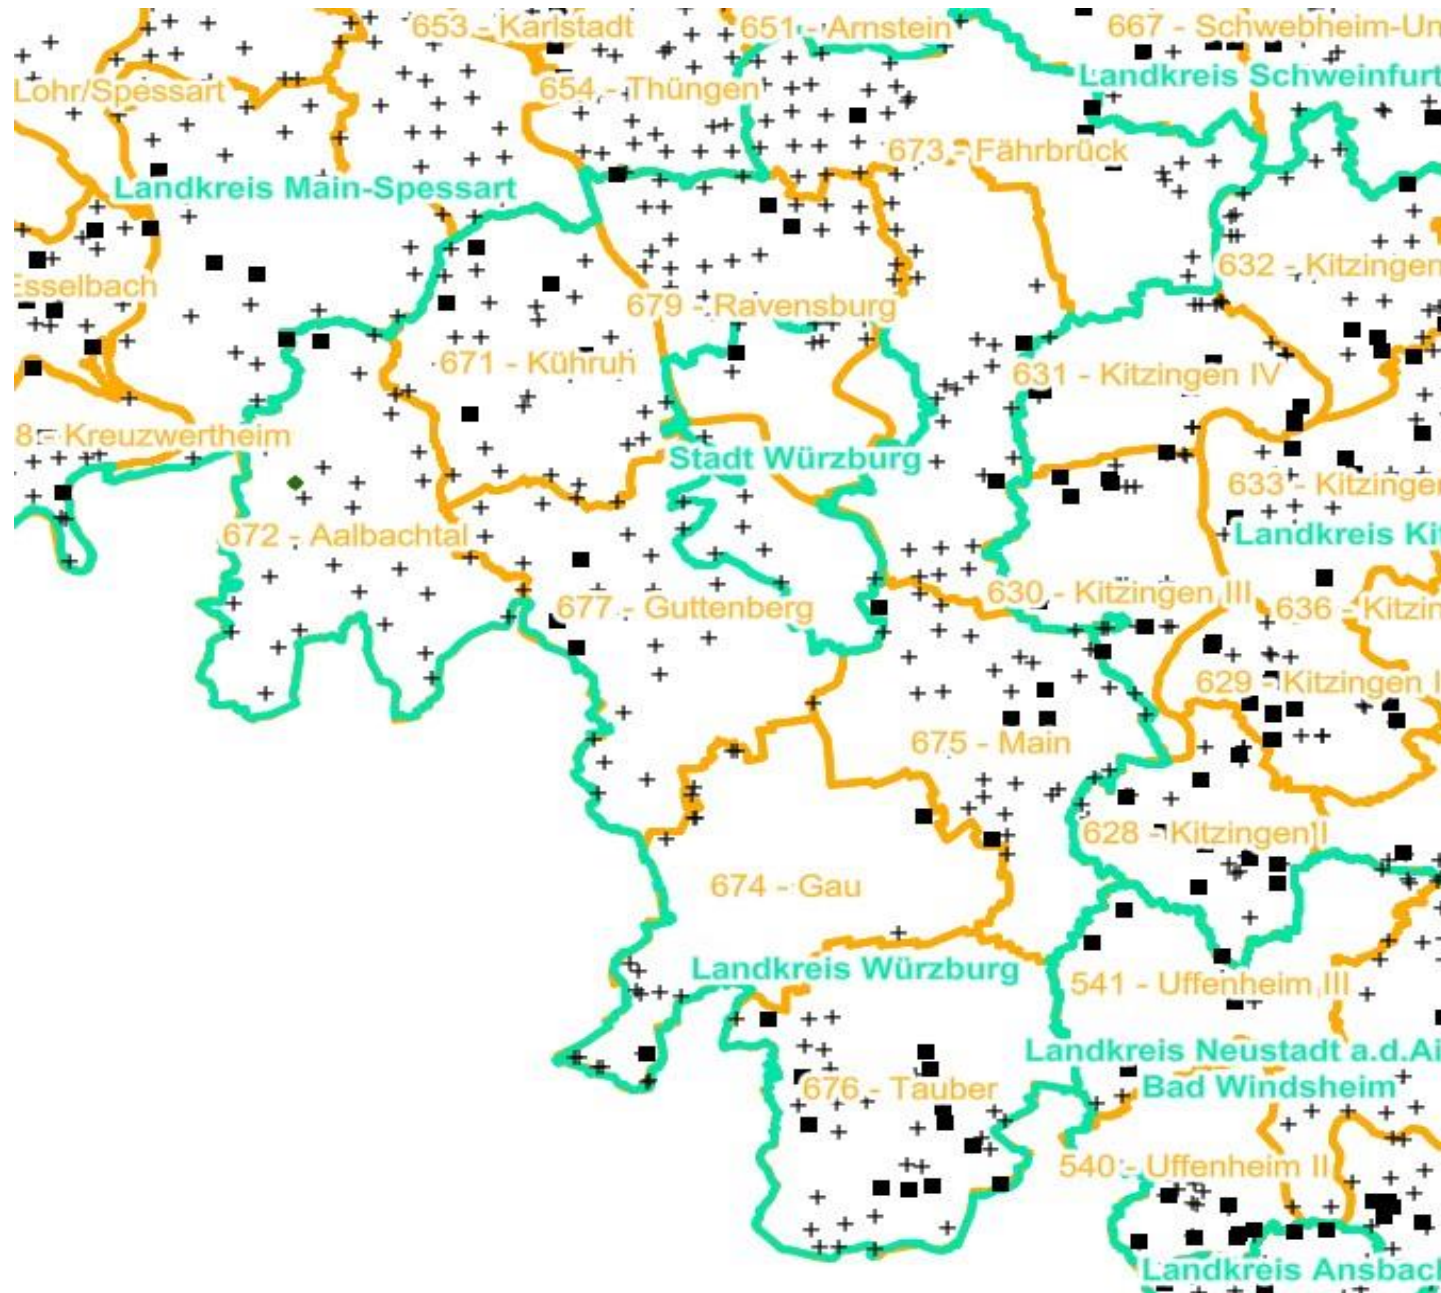 653 - Karlstadt
651 - Arnstein
667 - Schwebheim-Un
Landkreis Schweinfurt
Lohr/Spessart
654 - Thüngen
673 - Fährbrück
Landkreis Main-Spessart
632 - Kitzingen
Esselbach
679 - Ravensburg
671 - Kühruh
631 - Kitzingen IV
8 - Kreuzwertheim
Stadt Würzburg
633 - Kitzingen
672 - Aalbachtal
Landkreis Kit
677 - Guttenberg
630 - Kitzingen III
636 - Kitzin
629 - Kitzingen I
675 - Main
628 - Kitzingen II
674 - Gau
Landkreis Würzburg
541 - Uffenheim III
Landkreis Neustadt a.d.Ai
Bad Windsheim
676 - Tauber
540 - Uffenheim II
Landkreis Ansbach